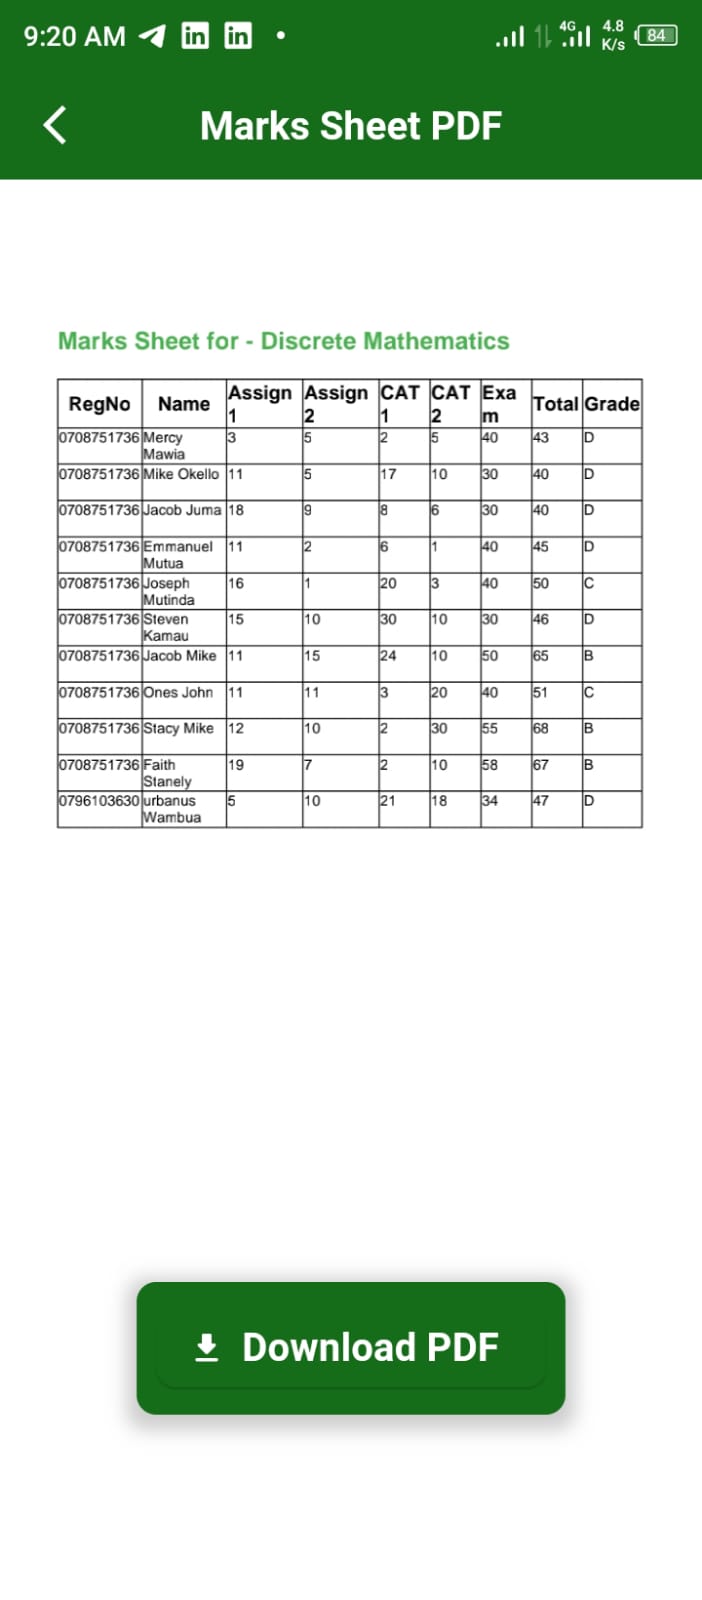 9:20 AM in in 4G 4.8 K/s 84
Marks Sheet PDF
Marks Sheet for - Discrete Mathematics
RegNo Name Assign 1 Assign 2 CAT 1 CAT 2 Exa m Total Grade
0708751736 Mercy Mawia 3 5 2 5 40 43 D
0708751736 Mike Okello 11 5 17 10 30 40 D
0708751736 Jacob Juma 18 9 8 6 30 40 D
0708751736 Emmanuel Mutua 11 2 6 1 40 45 D
0708751736 Joseph Mutinda 16 1 20 3 40 50 C
0708751736 Steven Kamau 15 10 30 10 30 46 D
0708751736 Jacob Mike 11 15 24 10 50 65 B
0708751736 Ones John 11 11 3 20 40 51 C
0708751736 Stacy Mike 12 10 2 30 55 68 B
0708751736 Faith Stanely 19 7 2 10 58 67 B
0796103630 urbanus Wambua 5 10 21 18 34 47 D
Download PDF